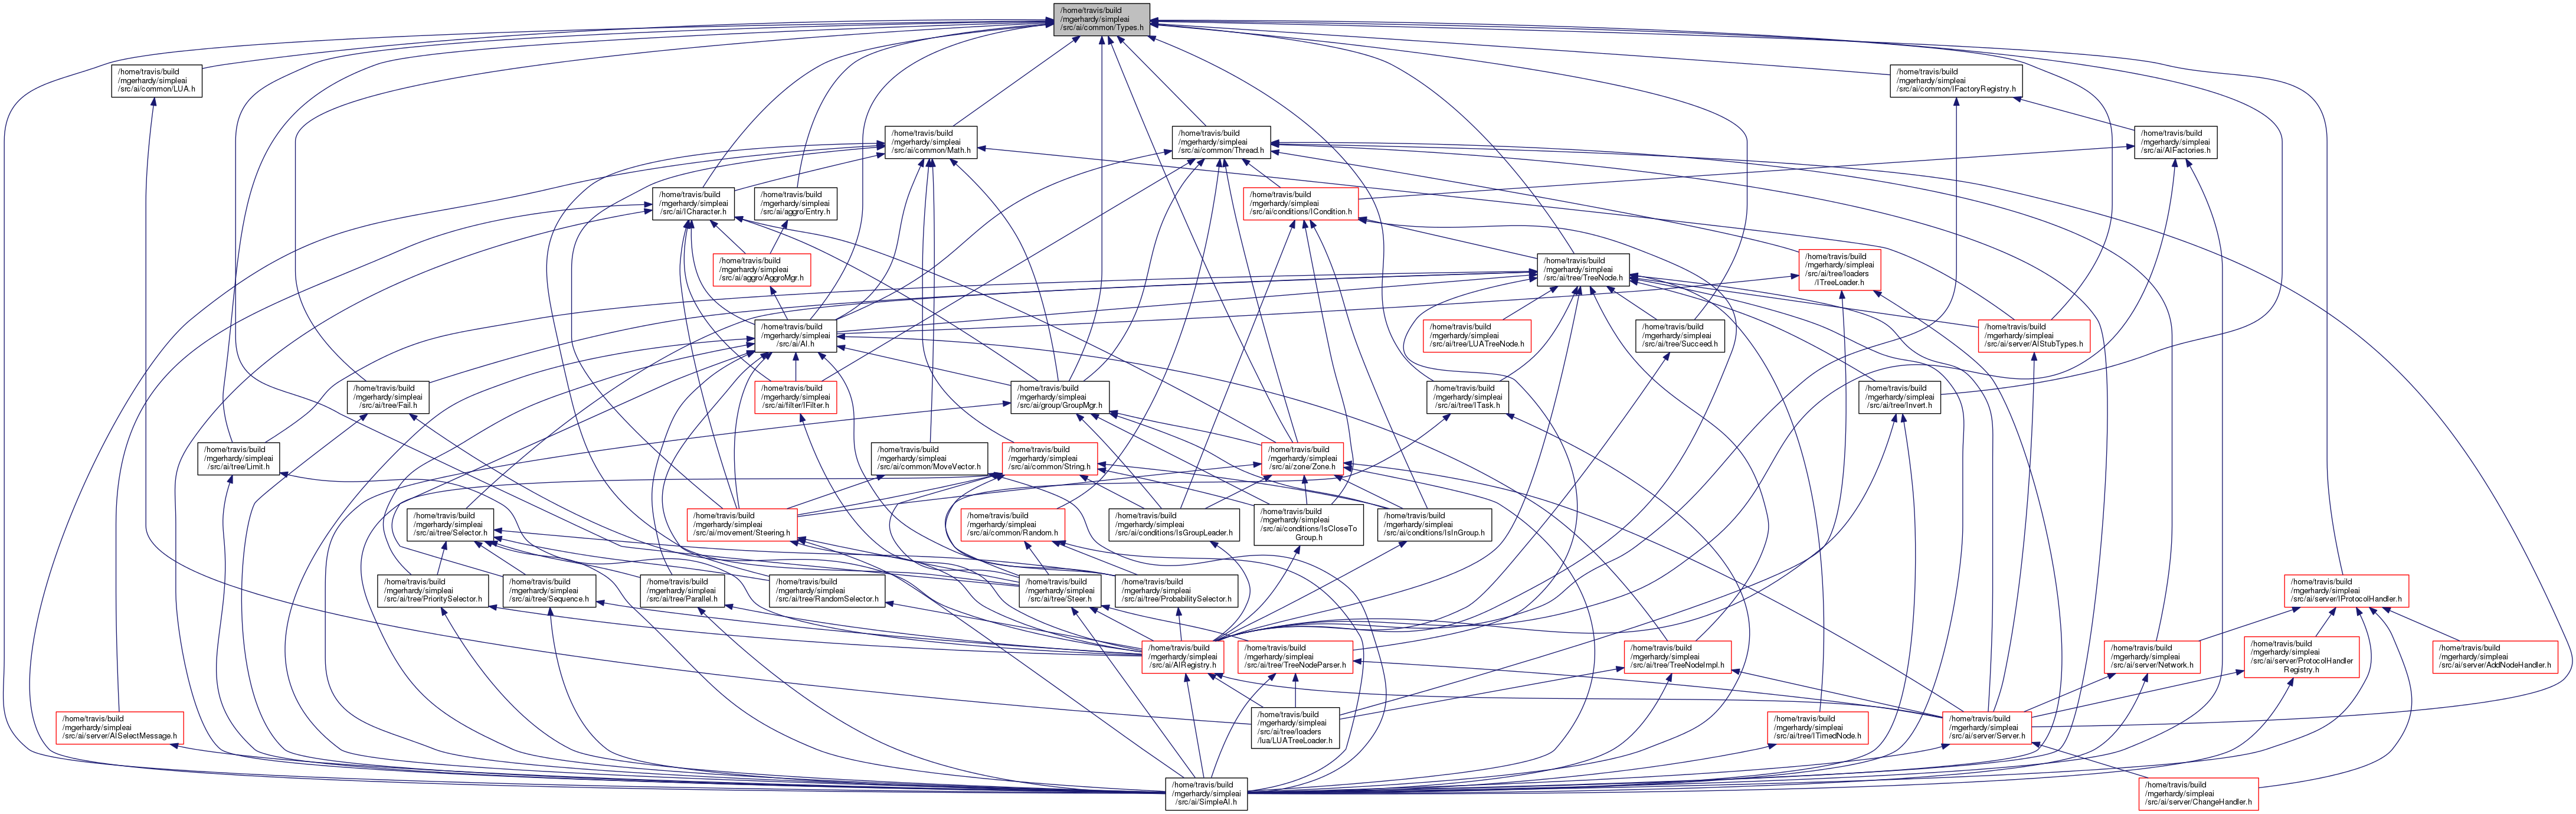 /home/travis/build
/mgerhardy/simpleai
/src/ai/common/Types.h
/home/travis/build
/mgerhardy/simpleai
/src/ai/common/LUA.h
/home/travis/build
/mgerhardy/simpleai
/src/ai/common/IFactoryRegistry.h
/home/travis/build
/mgerhardy/simpleai
/src/ai/common/Math.h
/home/travis/build
/mgerhardy/simpleai
/src/ai/common/Thread.h
/home/travis/build
/mgerhardy/simpleai
/src/ai/AIFactories.h
/home/travis/build
/mgerhardy/simpleai
/src/ai/ICharacter.h
/home/travis/build
/mgerhardy/simpleai
/src/ai/aggro/Entry.h
/home/travis/build
/mgerhardy/simpleai
/src/ai/conditions/ICondition.h
/home/travis/build
/mgerhardy/simpleai
/src/ai/aggro/AggroMgr.h
/home/travis/build
/mgerhardy/simpleai
/src/ai/tree/TreeNode.h
/home/travis/build
/mgerhardy/simpleai
/src/ai/tree/loaders
/ITreeLoader.h
/home/travis/build
/mgerhardy/simpleai
/src/ai/AI.h
/home/travis/build
/mgerhardy/simpleai
/src/ai/tree/LUATreeNode.h
/home/travis/build
/mgerhardy/simpleai
/src/ai/tree/Succeed.h
/home/travis/build
/mgerhardy/simpleai
/src/ai/server/AIStubTypes.h
/home/travis/build
/mgerhardy/simpleai
/src/ai/tree/Fail.h
/home/travis/build
/mgerhardy/simpleai
/src/ai/filter/IFilter.h
/home/travis/build
/mgerhardy/simpleai
/src/ai/group/GroupMgr.h
/home/travis/build
/mgerhardy/simpleai
/src/ai/tree/ITask.h
/home/travis/build
/mgerhardy/simpleai
/src/ai/tree/Invert.h
/home/travis/build
/mgerhardy/simpleai
/src/ai/tree/Limit.h
/home/travis/build
/mgerhardy/simpleai
/src/ai/common/MoveVector.h
/home/travis/build
/mgerhardy/simpleai
/src/ai/common/String.h
/home/travis/build
/mgerhardy/simpleai
/src/ai/zone/Zone.h
/home/travis/build
/mgerhardy/simpleai
/src/ai/tree/Selector.h
/home/travis/build
/mgerhardy/simpleai
/src/ai/movement/Steering.h
/home/travis/build
/mgerhardy/simpleai
/src/ai/common/Random.h
/home/travis/build
/mgerhardy/simpleai
/src/ai/conditions/IsGroupLeader.h
/home/travis/build
/mgerhardy/simpleai
/src/ai/conditions/IsCloseTo
Group.h
/home/travis/build
/mgerhardy/simpleai
/src/ai/conditions/IsInGroup.h
/home/travis/build
/mgerhardy/simpleai
/src/ai/tree/PrioritySelector.h
/home/travis/build
/mgerhardy/simpleai
/src/ai/tree/Sequence.h
/home/travis/build
/mgerhardy/simpleai
/src/ai/tree/Parallel.h
/home/travis/build
/mgerhardy/simpleai
/src/ai/tree/RandomSelector.h
/home/travis/build
/mgerhardy/simpleai
/src/ai/tree/Steer.h
/home/travis/build
/mgerhardy/simpleai
/src/ai/tree/ProbabilitySelector.h
/home/travis/build
/mgerhardy/simpleai
/src/ai/server/IProtocolHandler.h
/home/travis/build
/mgerhardy/simpleai
/src/ai/AIRegistry.h
/home/travis/build
/mgerhardy/simpleai
/src/ai/tree/TreeNodeParser.h
/home/travis/build
/mgerhardy/simpleai
/src/ai/tree/TreeNodeImpl.h
/home/travis/build
/mgerhardy/simpleai
/src/ai/server/Network.h
/home/travis/build
/mgerhardy/simpleai
/src/ai/server/ProtocolHandler
Registry.h
/home/travis/build
/mgerhardy/simpleai
/src/ai/server/AddNodeHandler.h
/home/travis/build
/mgerhardy/simpleai
/src/ai/server/AISelectMessage.h
/home/travis/build
/mgerhardy/simpleai
/src/ai/tree/loaders
/lua/LUATreeLoader.h
/home/travis/build
/mgerhardy/simpleai
/src/ai/tree/ITimedNode.h
/home/travis/build
/mgerhardy/simpleai
/src/ai/server/Server.h
/home/travis/build
/mgerhardy/simpleai
/src/ai/SimpleAI.h
/home/travis/build
/mgerhardy/simpleai
/src/ai/server/ChangeHandler.h